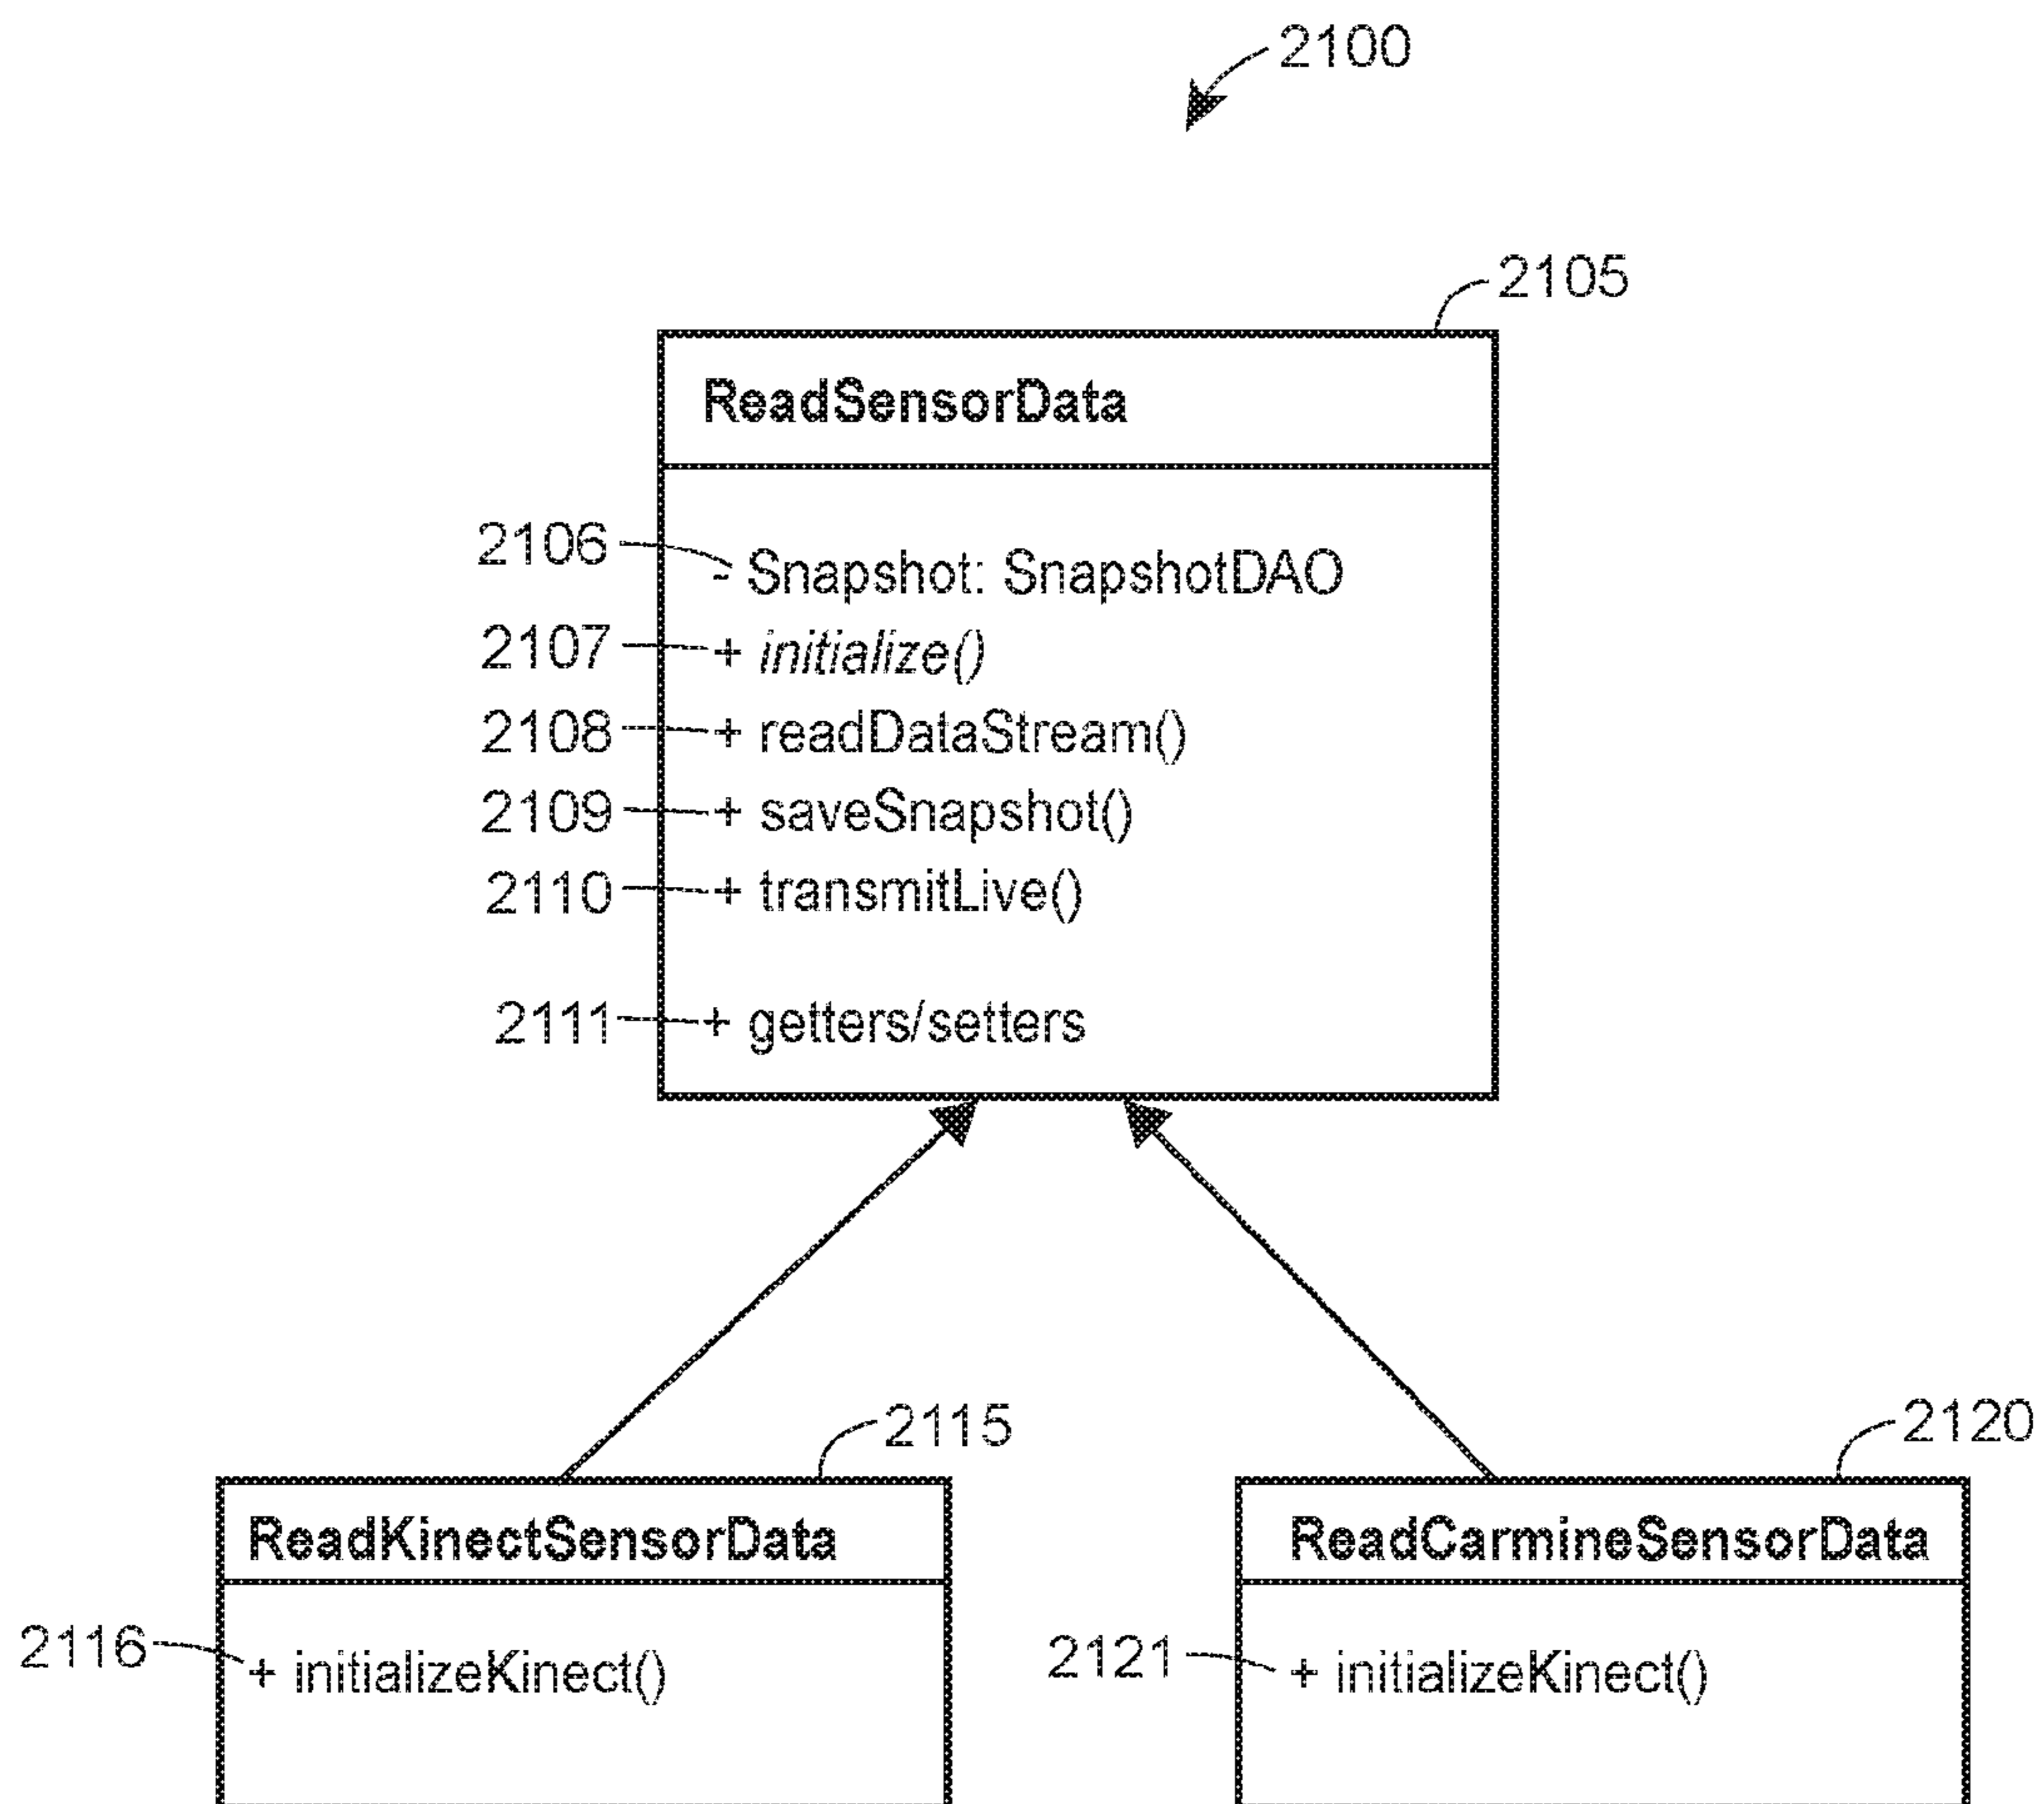 2100
2105
ReadSensorData
2106 - Snapshot: SnapshotDAO
2107 + initialize()
2108 + readDataStream()
2109 + saveSnapshot()
2110 + transmitLive()
2111 + getters/setters
2115
2120
ReadKinectSensorData
ReadCarmineSensorData
2116 + initializeKinect()
2121 + initializeKinect()